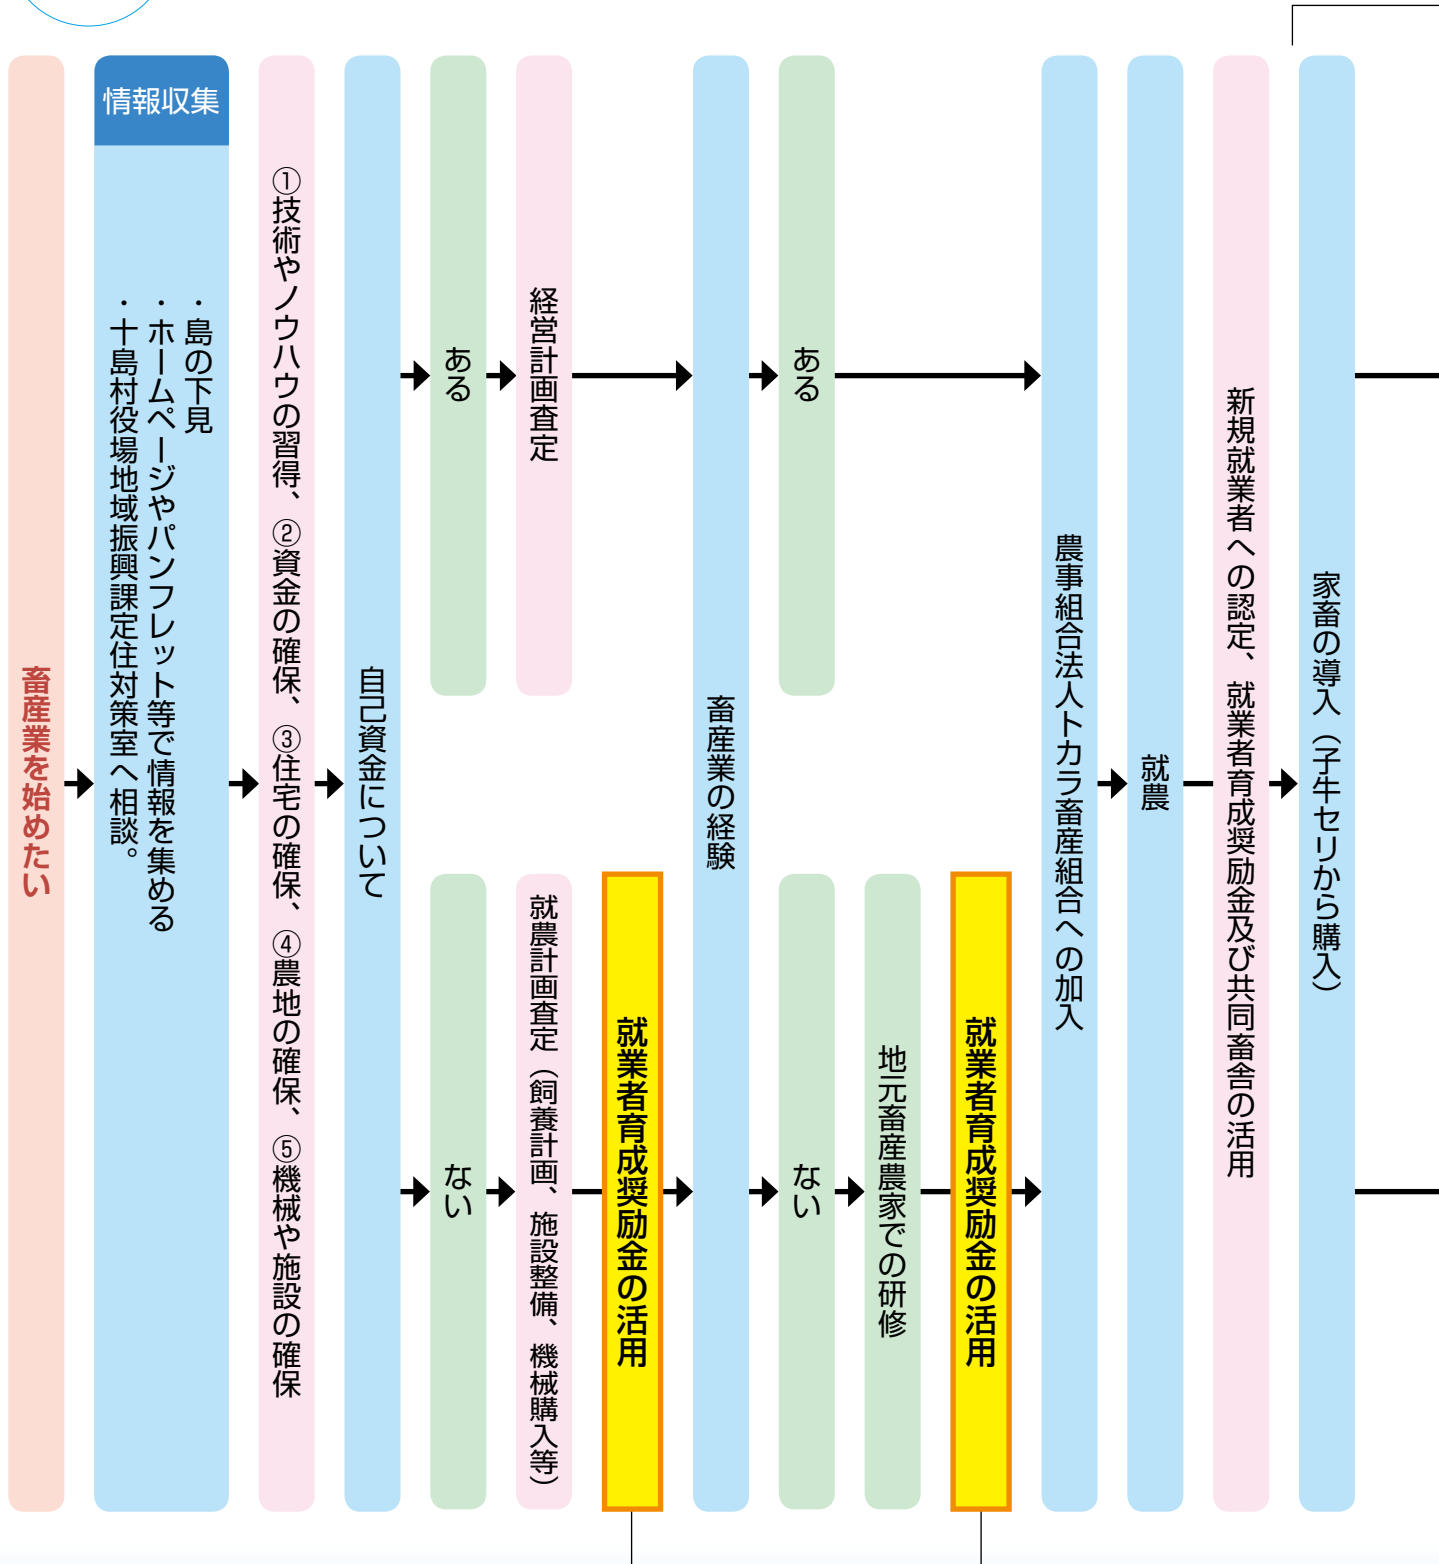 畜産業を始めたい
情報収集
・島の下見
・ホームページやパンフレット等で情報を集める
・十島村役場地域振興課定住対策室へ相談。
①技術やノウハウの習得、②資金の確保、③住宅の確保、④農地の確保、⑤機械や施設の確保
自己資金について
ある
経営計画査定
ない
就農計画査定（飼養計画、施設整備、機械購入等）
就業者育成奨励金の活用
畜産業の経験
ある
ない
地元畜産農家での研修
就業者育成奨励金の活用
農事組合法人トカラ畜産組合への加入
就農
新規就業者への認定、就業者育成奨励金及び共同畜舎の活用
家畜の導入（子牛セリから購入）